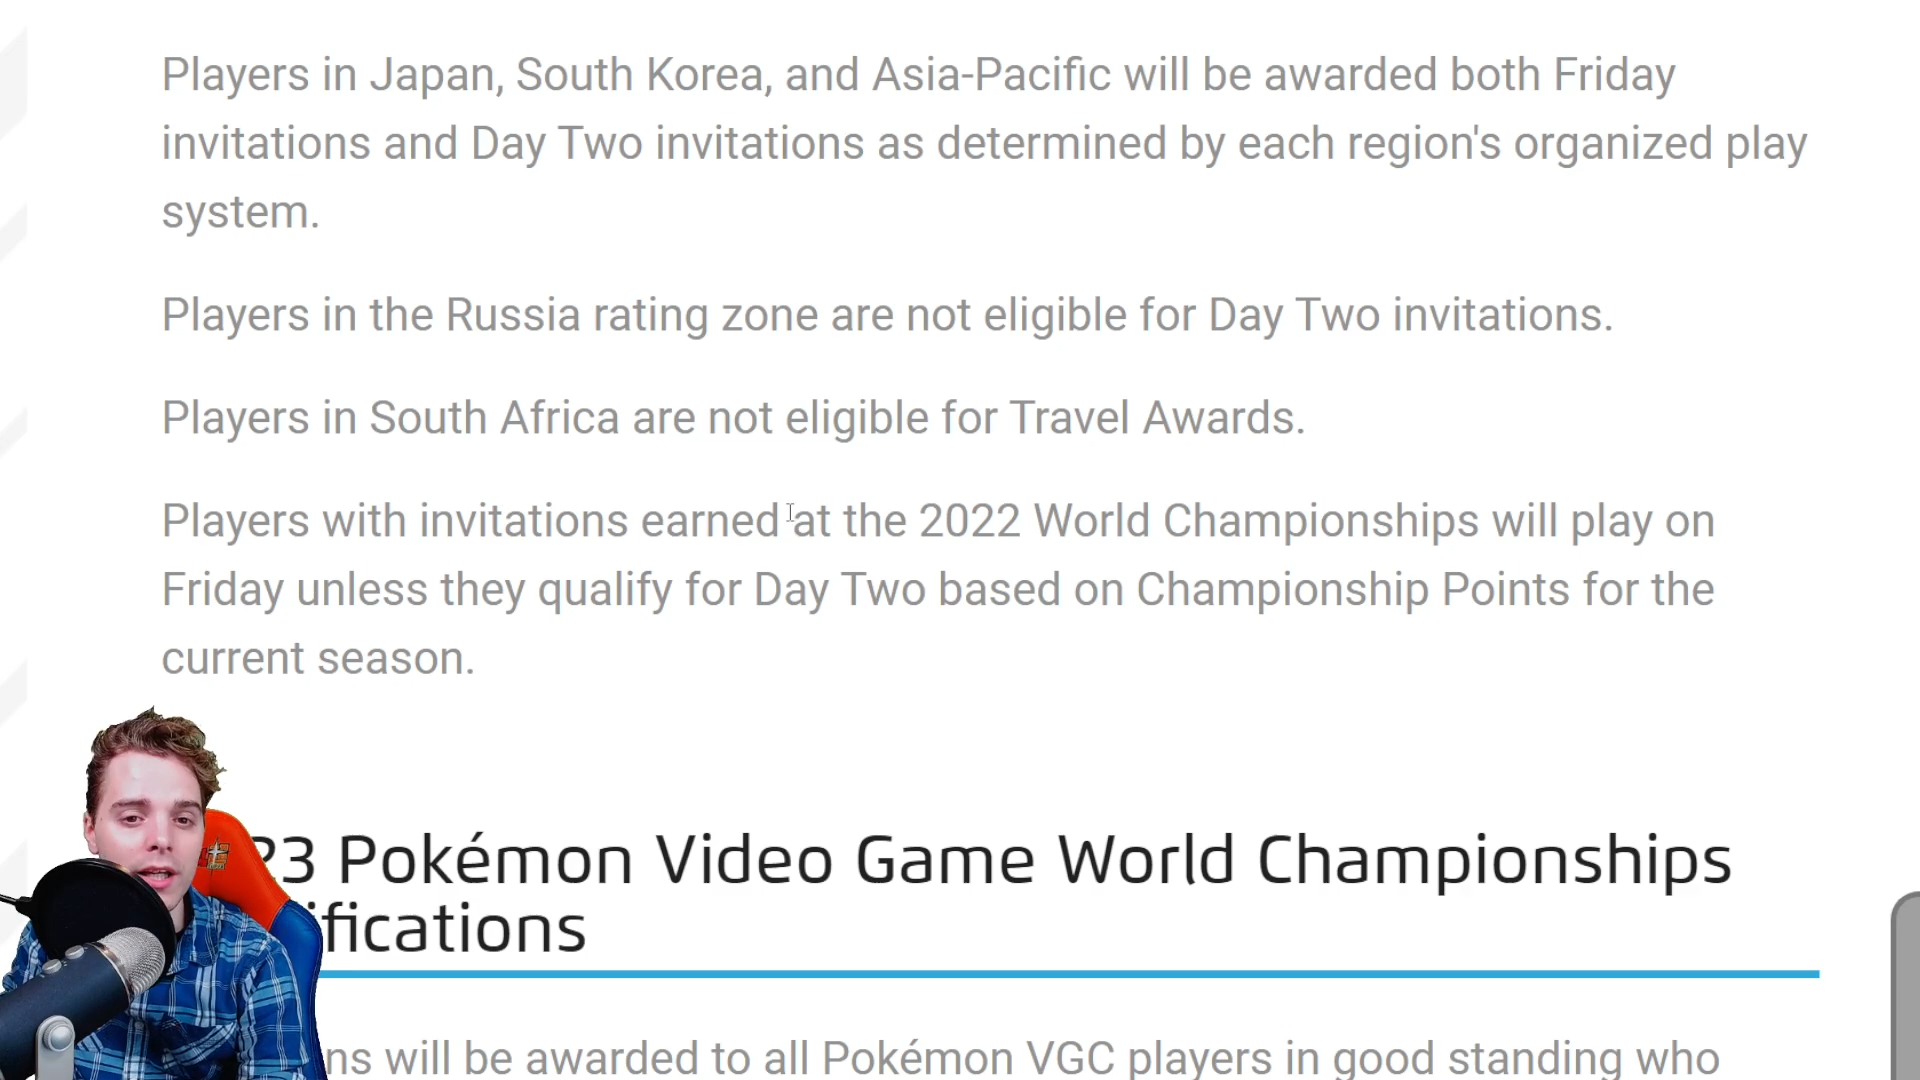 Players in Japan, South Korea, and Asia-Pacific will be awarded both Friday
invitations and Day Two invitations as determined by each region's organized play
system.
Players in the Russia rating zone are not eligible for Day Two invitations.
Players in South Africa are not eligible for Travel Awards.
Players with invitations earned at the 2022 World Championships will play on
Friday unless they qualify for Day Two based on Championship Points for the
current season.
23 Pokémon Video Game World Championships
ifications
ns will be awarded to all Pokémon VGC players in good standing who